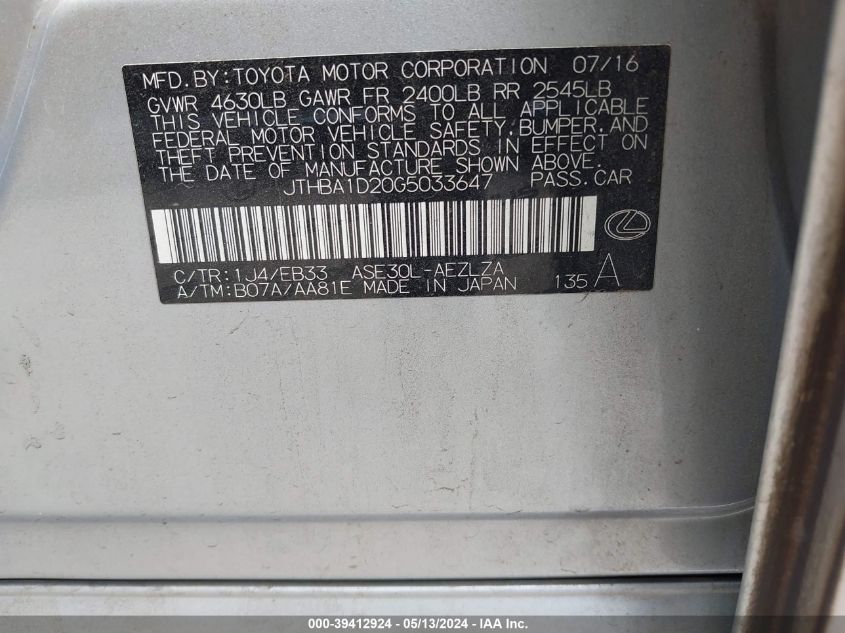 MFD. BY: TOYOTA MOTOR CORPORATION 07/16
GVWR 4630LB GAWR FR 2400LB RR 2545LB
THIS VEHICLE CONFORMS TO ALL APPLICABLE
FEDERAL MOTOR VEHICLE SAFETY, BUMPER, AND
THEFT PREVENTION STANDARDS IN EFFECT ON
THE DATE OF MANUFACTURE SHOWN ABOVE.
JTHBA1D20G5033647 PASS. CAR
C/TR: 1J4/EB33 ASE30L-AEZLZA
A/TM: B07A/AA81E MADE IN JAPAN 135 A
000-39412924 - 05/13/2024 - IAA Inc.